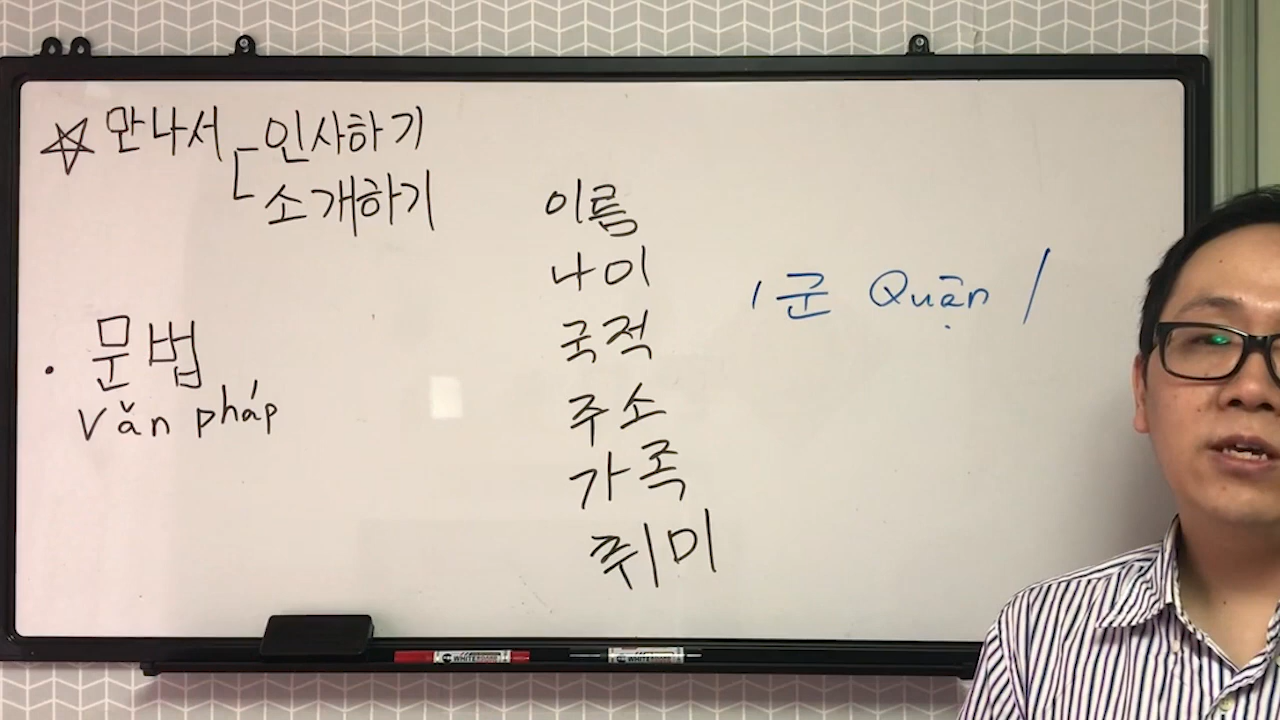 ☆ 만나서 인사하기
소개하기
이름
나이
국적
주소
가족
취미
1군 Quận 1
· 문법
Văn pháp
WHITEBOARD